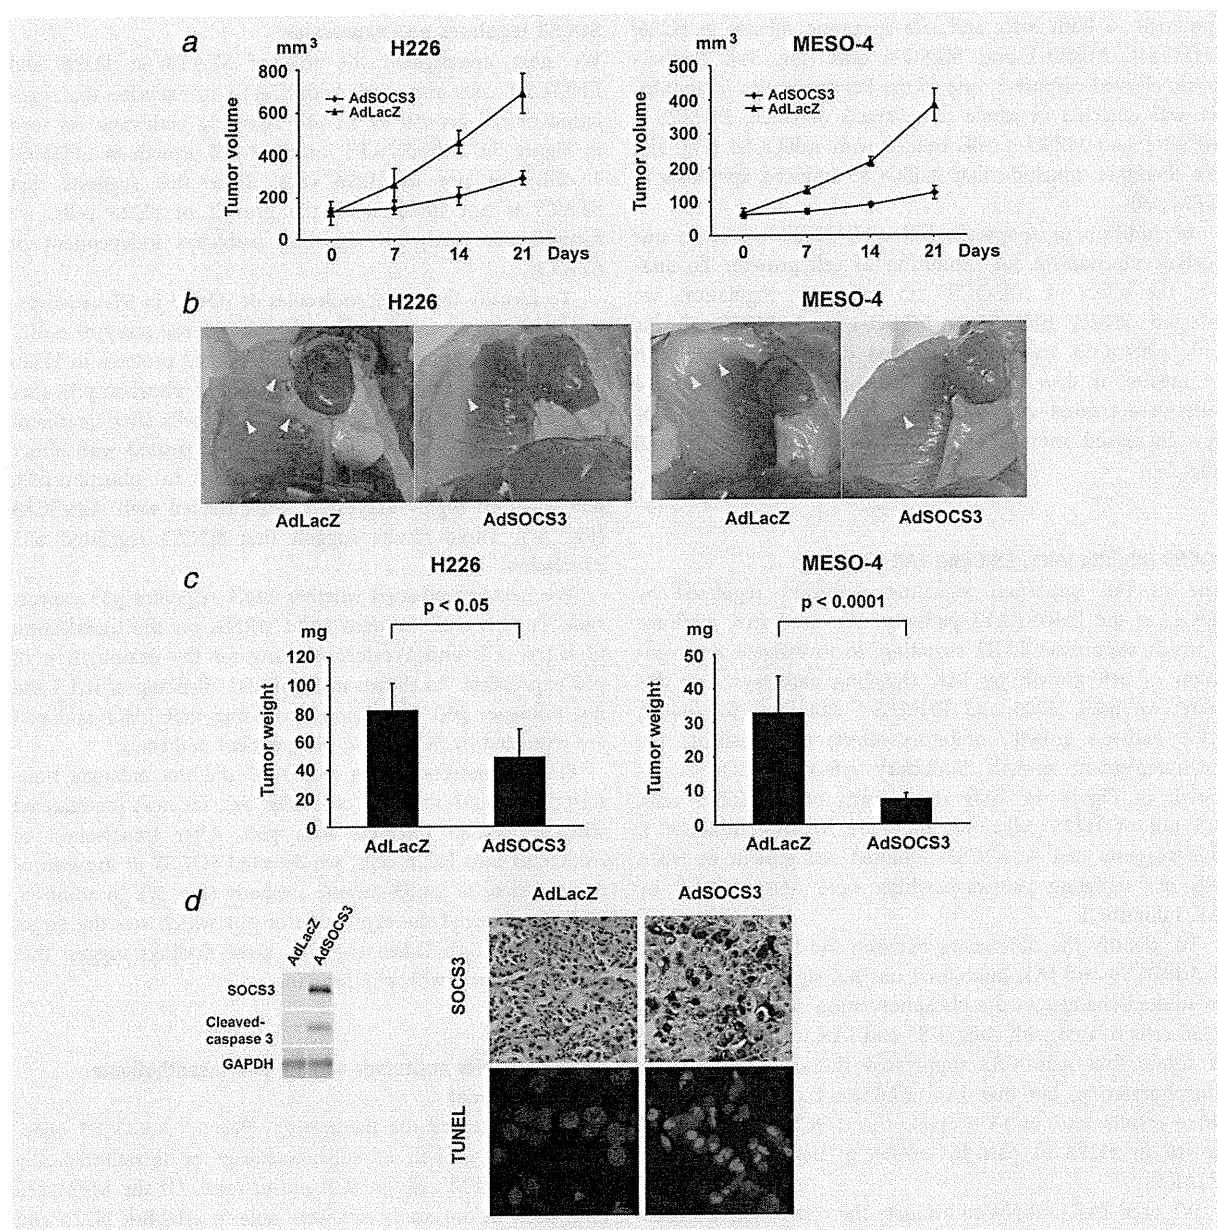 a
H226
mm3
Tumor volume
800
600
400
200
0
AdSOCS3
AdLacZ
0 7 14 21 Days
MESO-4
mm3
Tumor volume
500
400
300
200
100
0
AdSOCS3
AdLacZ
0 7 14 21 Days
b
H226
MESO-4
AdLacZ AdSOCS3
AdLacZ AdSOCS3
c
H226
p < 0.05
mg
Tumor weight
120
100
80
60
40
20
0
AdLacZ AdSOCS3
MESO-4
p < 0.0001
mg
Tumor weight
50
40
30
20
10
0
AdLacZ AdSOCS3
d
AdLacZ
AdSOCS3
SOCS3
Cleaved-
caspase 3
GAPDH
AdLacZ AdSOCS3
SOCS3
TUNEL